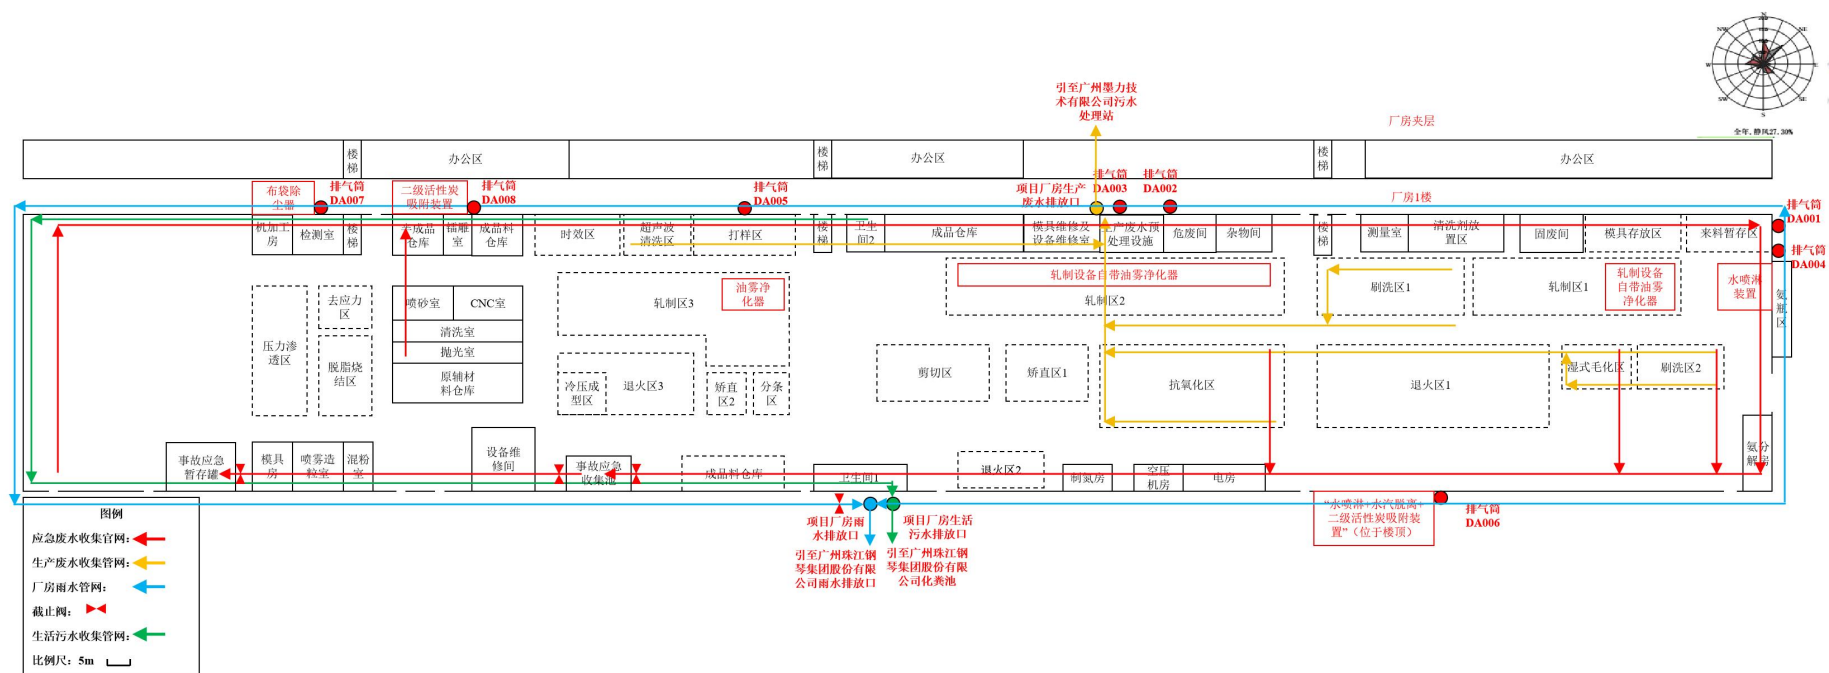 N
NW
NE
W
E
SW
SE
S
全年,静风27.30%
引至广州墨力技
术有限公司污水
处理站
厂房夹层
楼梯
办公区
楼梯
办公区
楼梯
办公区
布袋除
尘器
排气筒
DA007
二级活性炭
吸附装置
排气筒
DA008
排气筒
DA005
项目厂房生产
废水排放口
排气筒
DA003
排气筒
DA002
厂房1楼
排气筒
DA001
排气筒
DA004
机加工
房
检测室
楼梯
半成品
仓库
镭雕
室
成品料
仓库
时效区
超声波
清洗区
打样区
楼梯
卫生
间2
成品仓库
模具维修及
设备维修室
生产废水预
处理设施
危废间
杂物间
楼梯
测量室
清洗剂放
置区
固废间
模具存放区
来料暂存区
压力渗
透区
去应力
区
脱脂烧
结区
喷砂室
CNC室
清洗室
抛光室
原辅材
料仓库
轧制区3
油雾净
化器
轧制设备自带油雾净化器
轧制区2
刷洗区1
轧制区1
轧制设备
自带油雾
净化器
水喷淋
装置
氨瓶区
冷压成
型区
退火区3
矫直
区2
分条
区
剪切区
矫直区1
抗氧化区
退火区1
湿式毛化区
刷洗区2
事故应急
暂存罐
模具
房
喷雾造
粒室
混粉
室
设备维
修间
事故应急
收集池
成品料仓库
卫生间1
退火区2
制氮房
空压
机房
电房
氨分
解房
项目厂房雨
水排放口
项目厂房生活
污水排放口
引至广州珠江钢
琴集团股份有限
公司雨水排放口
引至广州珠江钢
琴集团股份有限
公司化粪池
“水喷淋+水汽脱离+
二级活性炭吸附装
置”（位于楼顶）
排气筒
DA006
图例
应急废水收集官网:
生产废水收集管网:
厂房雨水管网:
截止阀:
生活污水收集管网:
比例尺: 5m